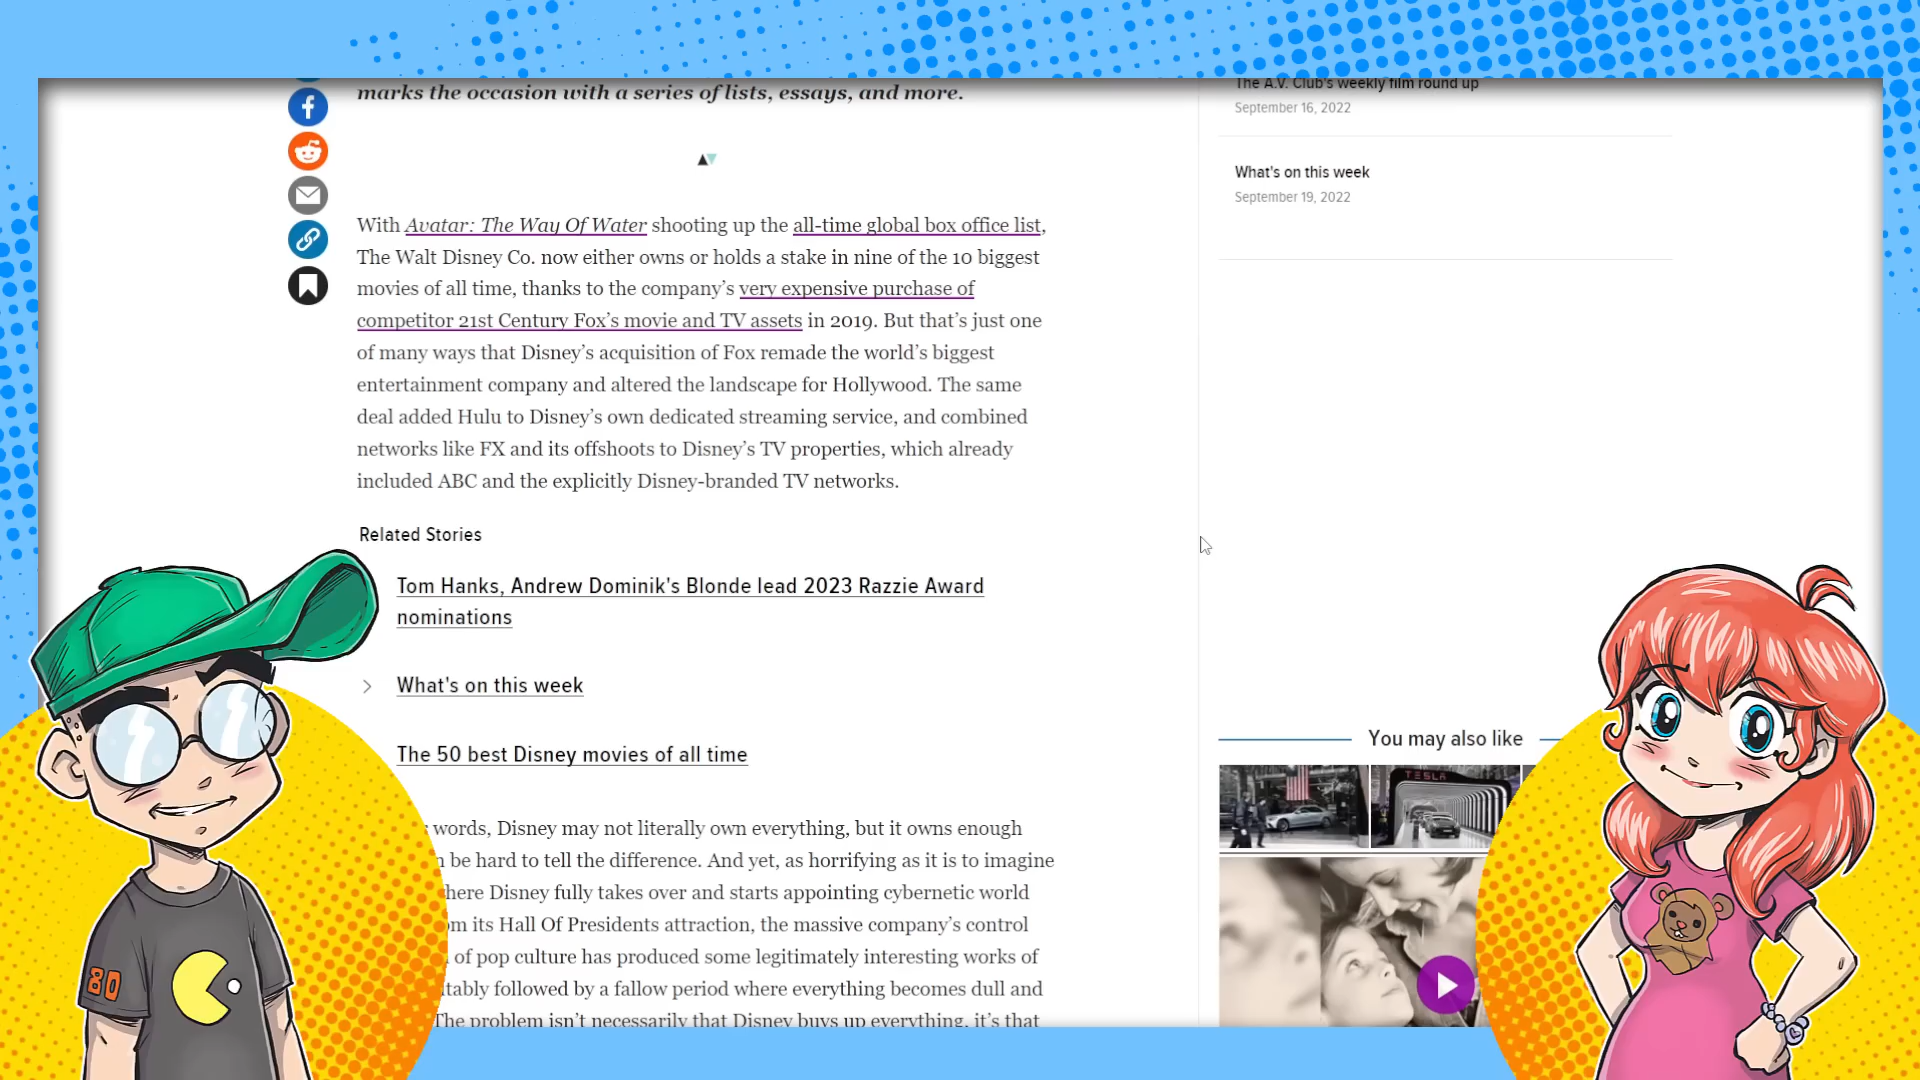 marks the occasion with a series of lists, essays, and more.
The A.V. Club's weekly film round up
September 16, 2022
What's on this week
September 19, 2022
With Avatar: The Way Of Water shooting up the all-time global box office list,
The Walt Disney Co. now either owns or holds a stake in nine of the 10 biggest
movies of all time, thanks to the company's very expensive purchase of
competitor 21st Century Fox's movie and TV assets in 2019. But that's just one
of many ways that Disney's acquisition of Fox remade the world's biggest
entertainment company and altered the landscape for Hollywood. The same
deal added Hulu to Disney's own dedicated streaming service, and combined
networks like FX and its offshoots to Disney's TV properties, which already
included ABC and the explicitly Disney-branded TV networks.
Related Stories
Tom Hanks, Andrew Dominik's Blonde lead 2023 Razzie Award
nominations
What's on this week
The 50 best Disney movies of all time
You may also like
TESLA
words, Disney may not literally own everything, but it owns enough
be hard to tell the difference. And yet, as horrifying as it is to imagine
here Disney fully takes over and starts appointing cybernetic world
m its Hall Of Presidents attraction, the massive company's control
of pop culture has produced some legitimately interesting works of
tably followed by a fallow period where everything becomes dull and
The problem isn't necessarily that Disney buys up everything, it's that
80